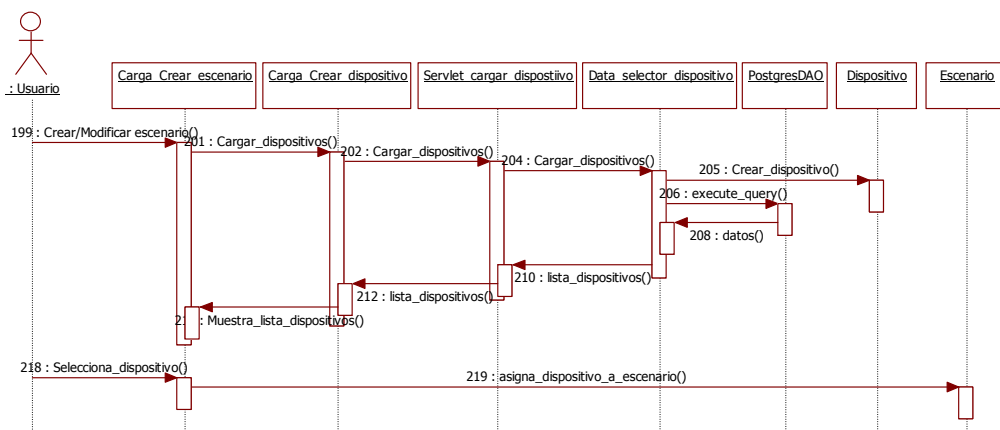 : Usuario
Carga_Crear_escenario
Carga_Crear_dispositivo
Servlet_cargar_dispostiivo
Data_selector_dispositivo
PostgresDAO
Dispositivo
Escenario
199 : Crear/Modificar escenario()
201 : Cargar_dispositivos()
202 : Cargar_dispositivos()
204 : Cargar_dispositivos()
205 : Crear_dispositivo()
206 : execute_query()
208 : datos()
210 : lista_dispositivos()
212 : lista_dispositivos()
: Muestra_lista_dispositivos()
218 : Selecciona_dispositivo()
219 : asigna_dispositivo_a_escenario()